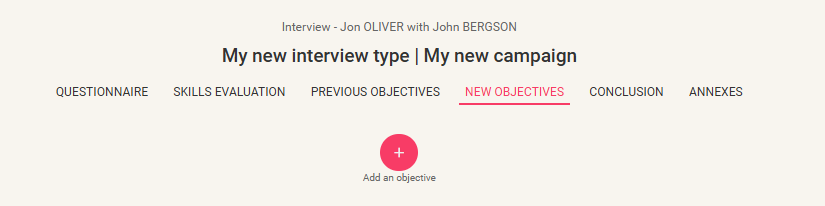 Interview - Jon OLIVER with John BERGSON
My new interview type | My new campaign
QUESTIONNAIRE SKILLS EVALUATION PREVIOUS OBJECTIVES NEW OBJECTIVES CONCLUSION ANNEXES
+
Add an objective